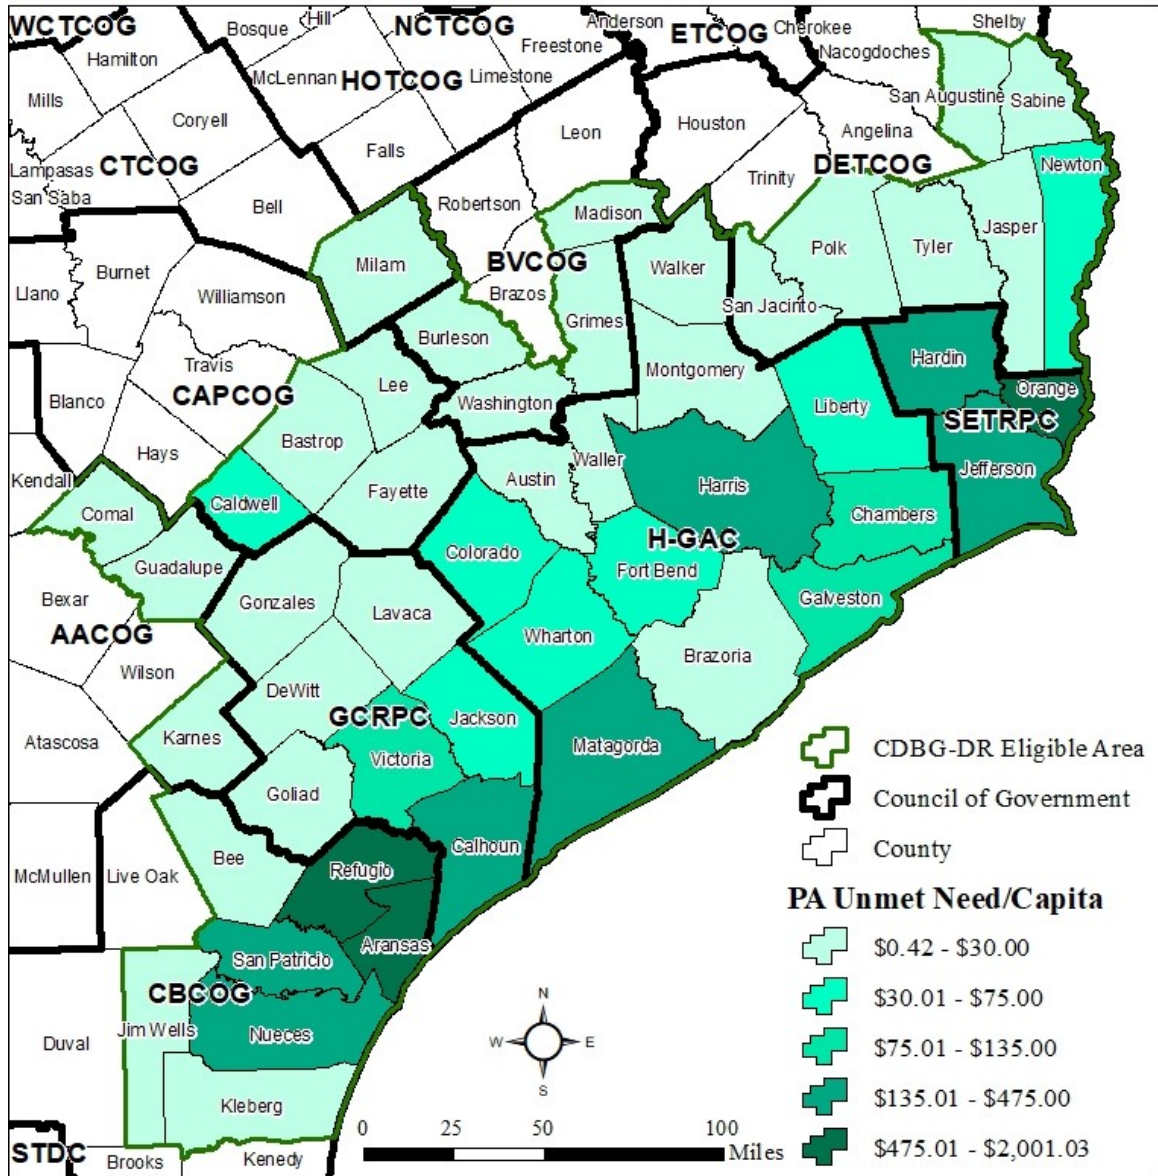 WCTCOG
Hill
Bosque
NCTCOG
Anderson
ETCOG
Cherokee
Shelby
Hamilton
Freestone
Nacogdoches
McLennan
HOTCOG
Limestone
Mills
San Augustine
Sabine
Coryell
Leon
Houston
Angelina
Falls
Lampasas
CTCOG
DETCOG
Newton
San Saba
Trinity
Bell
Robertson
Madison
Jasper
Milam
Polk
Tyler
BVCOG
Walker
Burnet
Llano
Williamson
Brazos
San Jacinto
Grimes
Burleson
Travis
Hardin
Montgomery
Lee
Orange
CAPCOG
Blanco
Washington
Liberty
SETRPC
Bastrop
Hays
Waller
Kendall
Jefferson
Austin
Harris
Fayette
Caldwell
Comal
Chambers
H-GAC
Colorado
Guadalupe
Fort Bend
Bexar
Gonzales
Galveston
Lavaca
AACOG
Wharton
Brazoria
Wilson
DeWitt
GCRPC
Jackson
Karnes
Atascosa
Matagorda
Victoria
CDBG-DR Eligible Area
Goliad
Council of Government
Calhoun
County
Bee
Refugio
McMullen
Live Oak
PA Unmet Need/Capita
Aransas
$0.42 - $30.00
San Patricio
CBCOG
N
$30.01 - $75.00
Jim Wells
Nueces
Duval
W
E
$75.01 - $135.00
S
Kleberg
$135.01 - $475.00
0 25 50 100
Miles
STDC
$475.01 - $2,001.03
Brooks
Kenedy